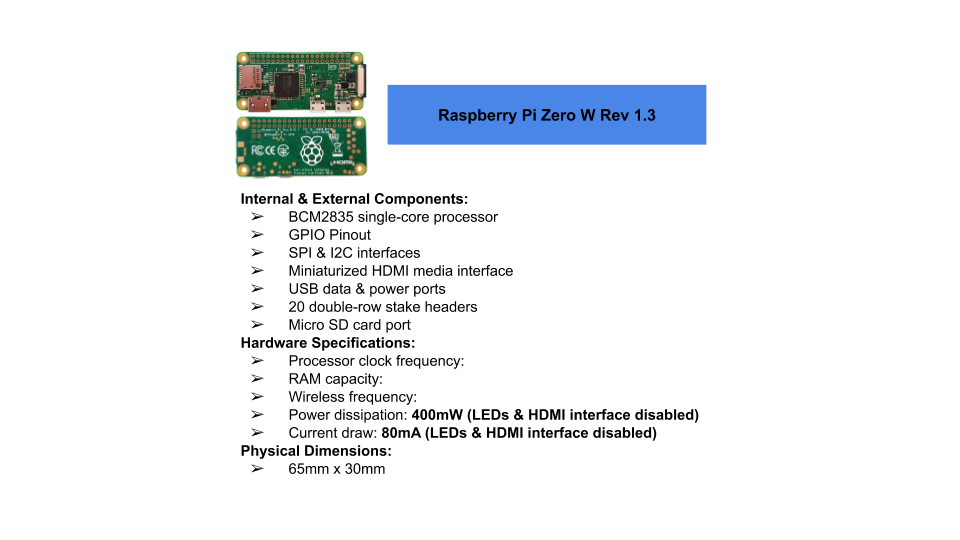 Raspberry Pi Zero W Rev 1.3
FCC CE
HDMI
Internal & External Components:
➢ BCM2835 single-core processor
➢ GPIO Pinout
➢ SPI & I2C interfaces
➢ Miniaturized HDMI media interface
➢ USB data & power ports
➢ 20 double-row stake headers
➢ Micro SD card port
Hardware Specifications:
➢ Processor clock frequency:
➢ RAM capacity:
➢ Wireless frequency:
➢ Power dissipation: 400mW (LEDs & HDMI interface disabled)
➢ Current draw: 80mA (LEDs & HDMI interface disabled)
Physical Dimensions:
➢ 65mm x 30mm